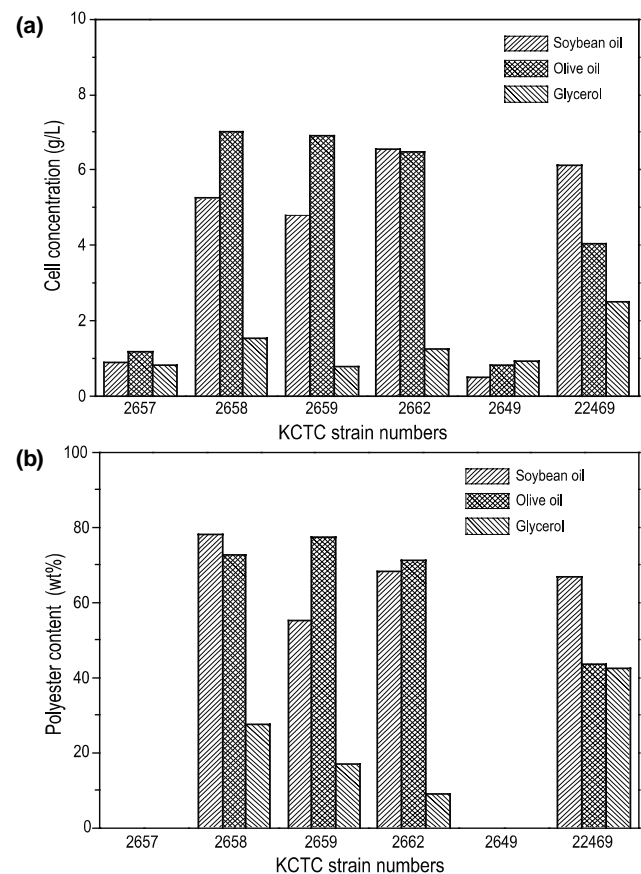 (a)
10
8
6
4
2
0
Cell concentration (g/L)
Soybean oil
Olive oil
Glycerol
2657 2658 2659 2662 2649 22469
KCTC strain numbers
(b)
100
80
60
40
20
0
Polyester content (wt%)
Soybean oil
Olive oil
Glycerol
2657 2658 2659 2662 2649 22469
KCTC strain numbers